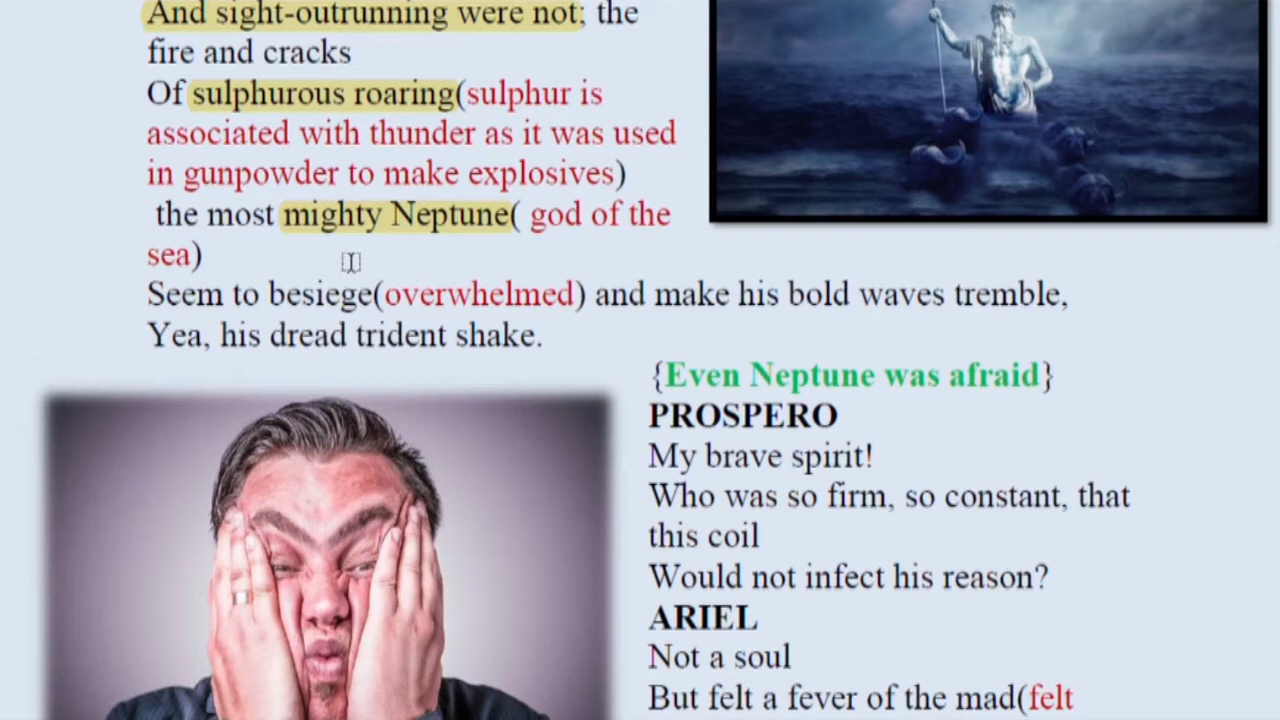 And sight-outrunning were not; the
fire and cracks
Of sulphurous roaring(sulphur is
associated with thunder as it was used
in gunpowder to make explosives)
the most mighty Neptune( god of the
sea)
Seem to besiege(overwhelmed) and make his bold waves tremble,
Yea, his dread trident shake.
{Even Neptune was afraid}
PROSPERO
My brave spirit!
Who was so firm, so constant, that
this coil
Would not infect his reason?
ARIEL
Not a soul
But felt a fever of the mad(felt